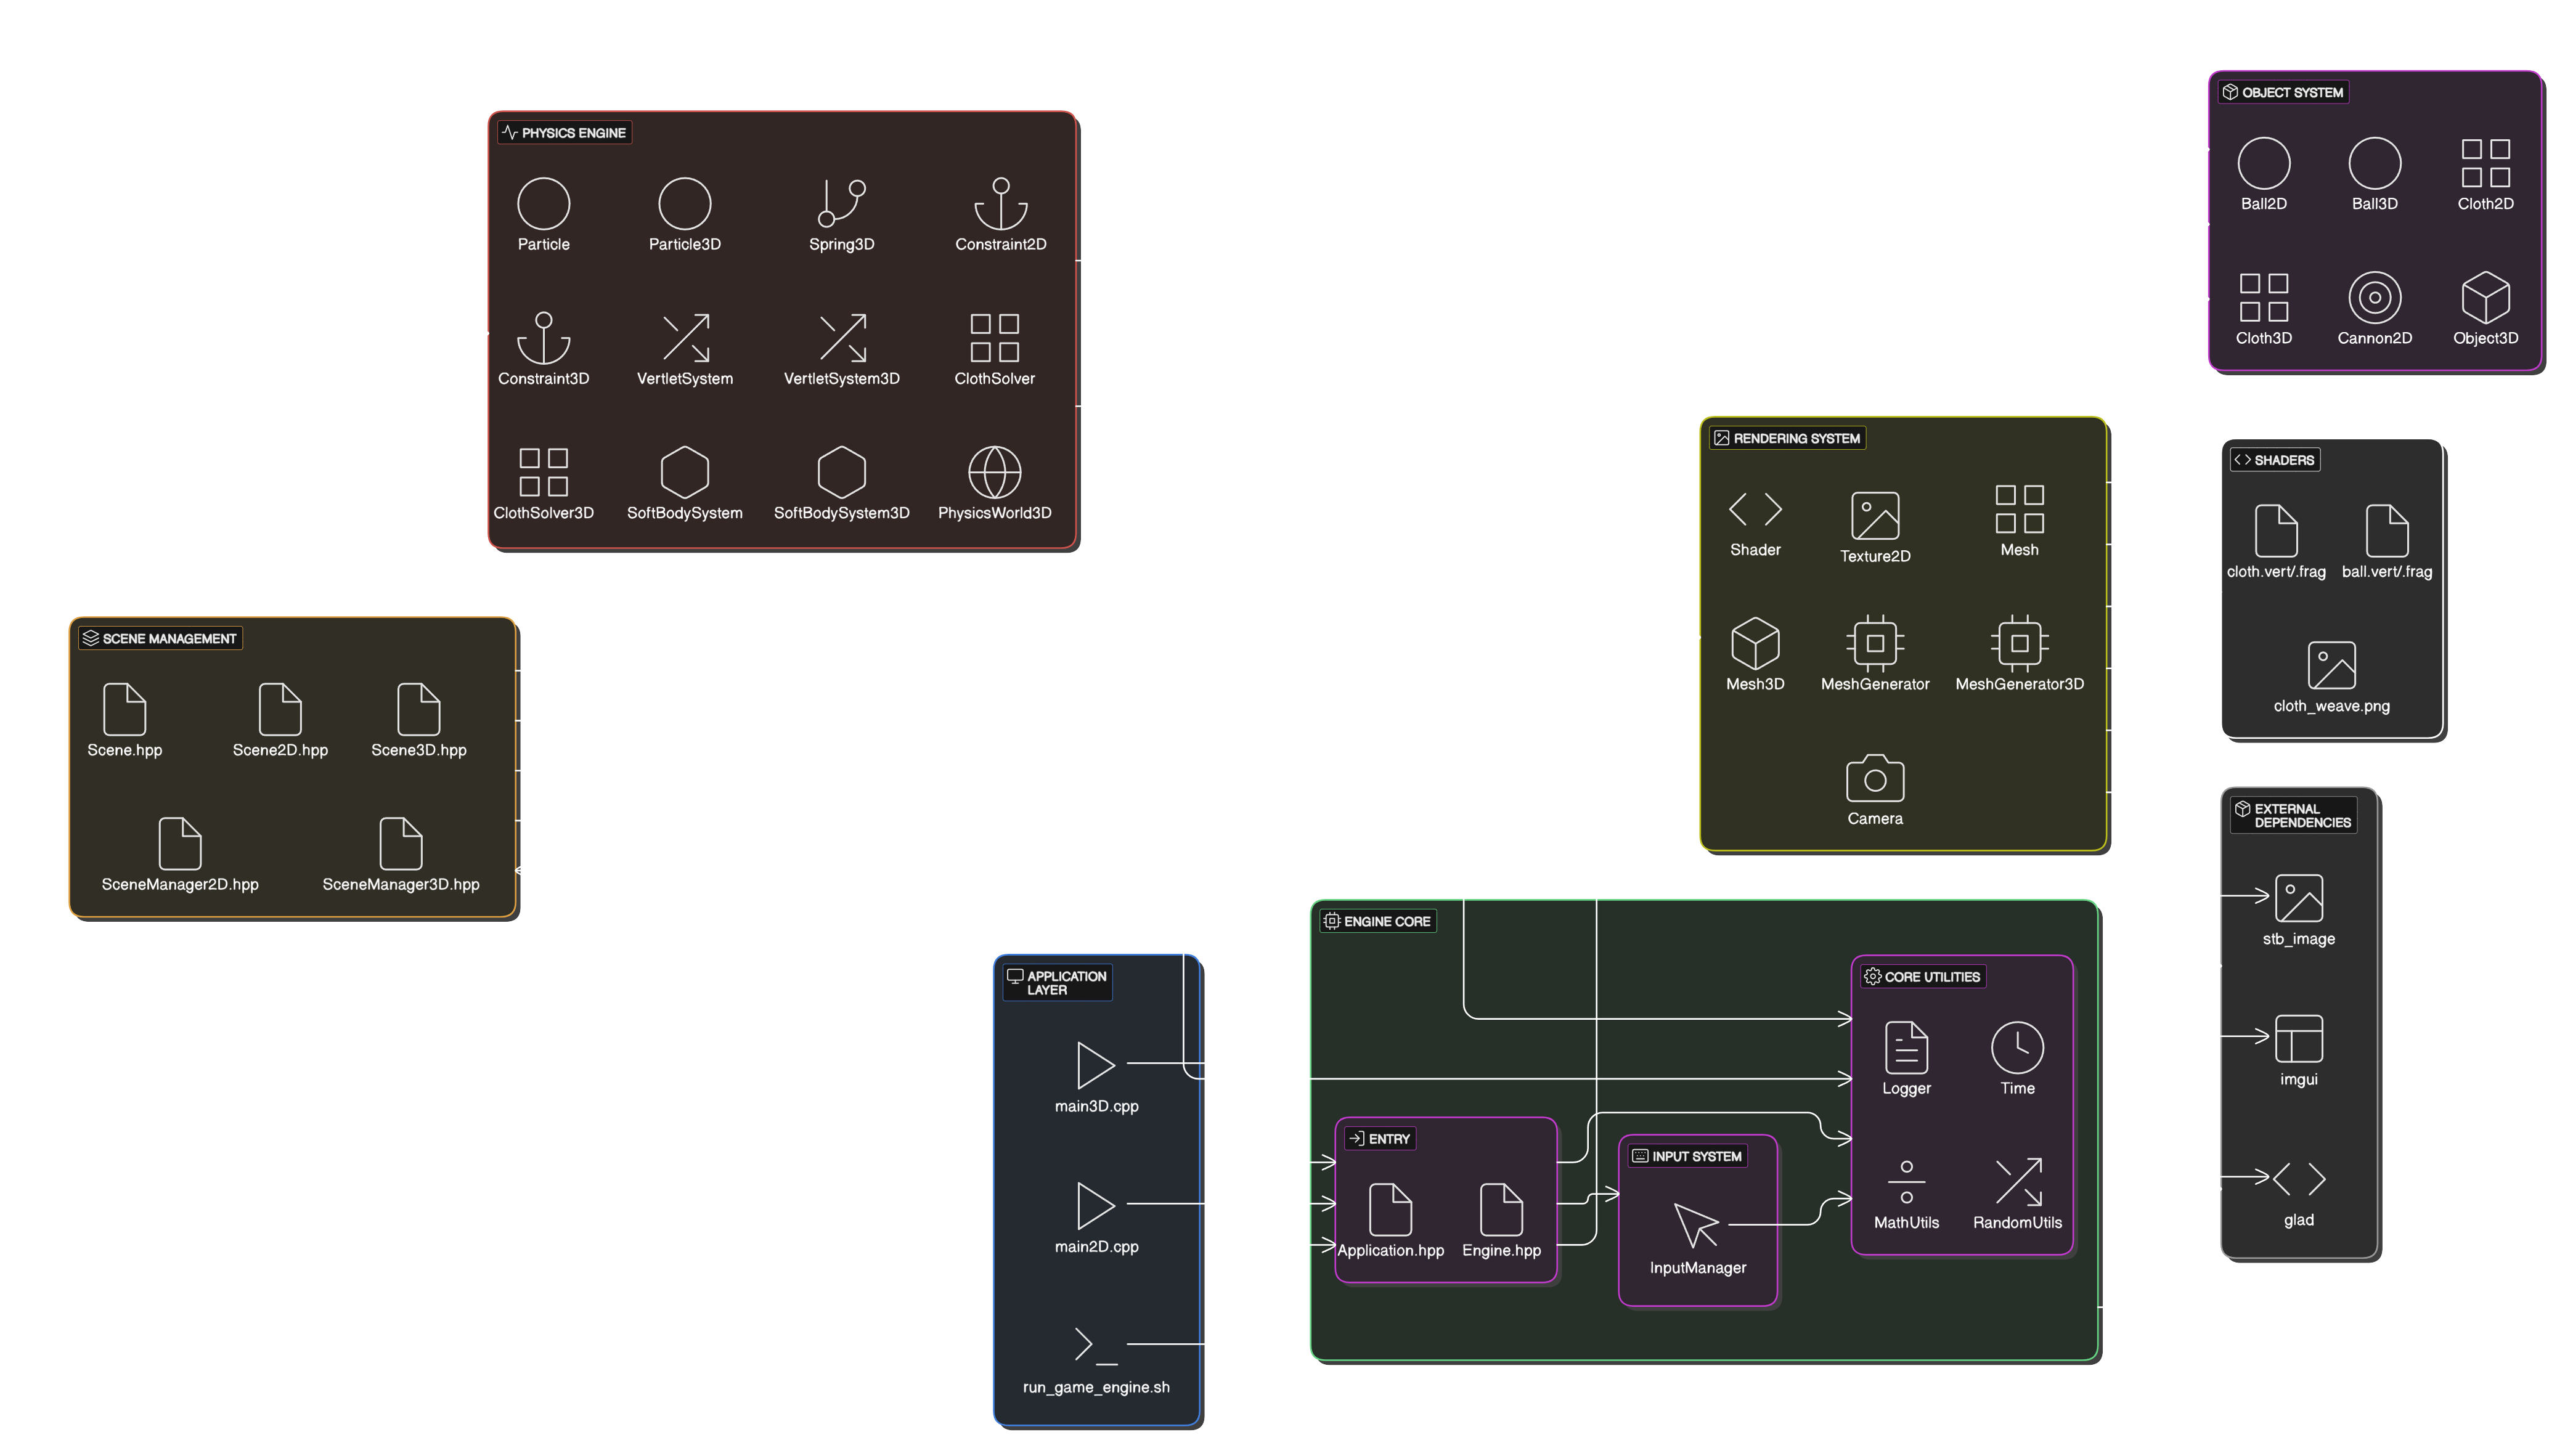 PHYSICS ENGINE
Particle
Particle3D
Spring3D
Constraint2D
Constraint3D
VertletSystem
VertletSystem3D
ClothSolver
ClothSolver3D
SoftBodySystem
SoftBodySystem3D
PhysicsWorld3D
OBJECT SYSTEM
Ball2D
Ball3D
Cloth2D
Cloth3D
Cannon2D
Object3D
RENDERING SYSTEM
Shader
Texture2D
Mesh
Mesh3D
MeshGenerator
MeshGenerator3D
Camera
SHADERS
cloth.vert/.frag
ball.vert/.frag
cloth_weave.png
SCENE MANAGEMENT
Scene.hpp
Scene2D.hpp
Scene3D.hpp
SceneManager2D.hpp
SceneManager3D.hpp
EXTERNAL
DEPENDENCIES
stb_image
imgui
glad
APPLICATION
LAYER
main3D.cpp
main2D.cpp
run_game_engine.sh
ENGINE CORE
ENTRY
Application.hpp
Engine.hpp
INPUT SYSTEM
InputManager
CORE UTILITIES
Logger
Time
MathUtils
RandomUtils